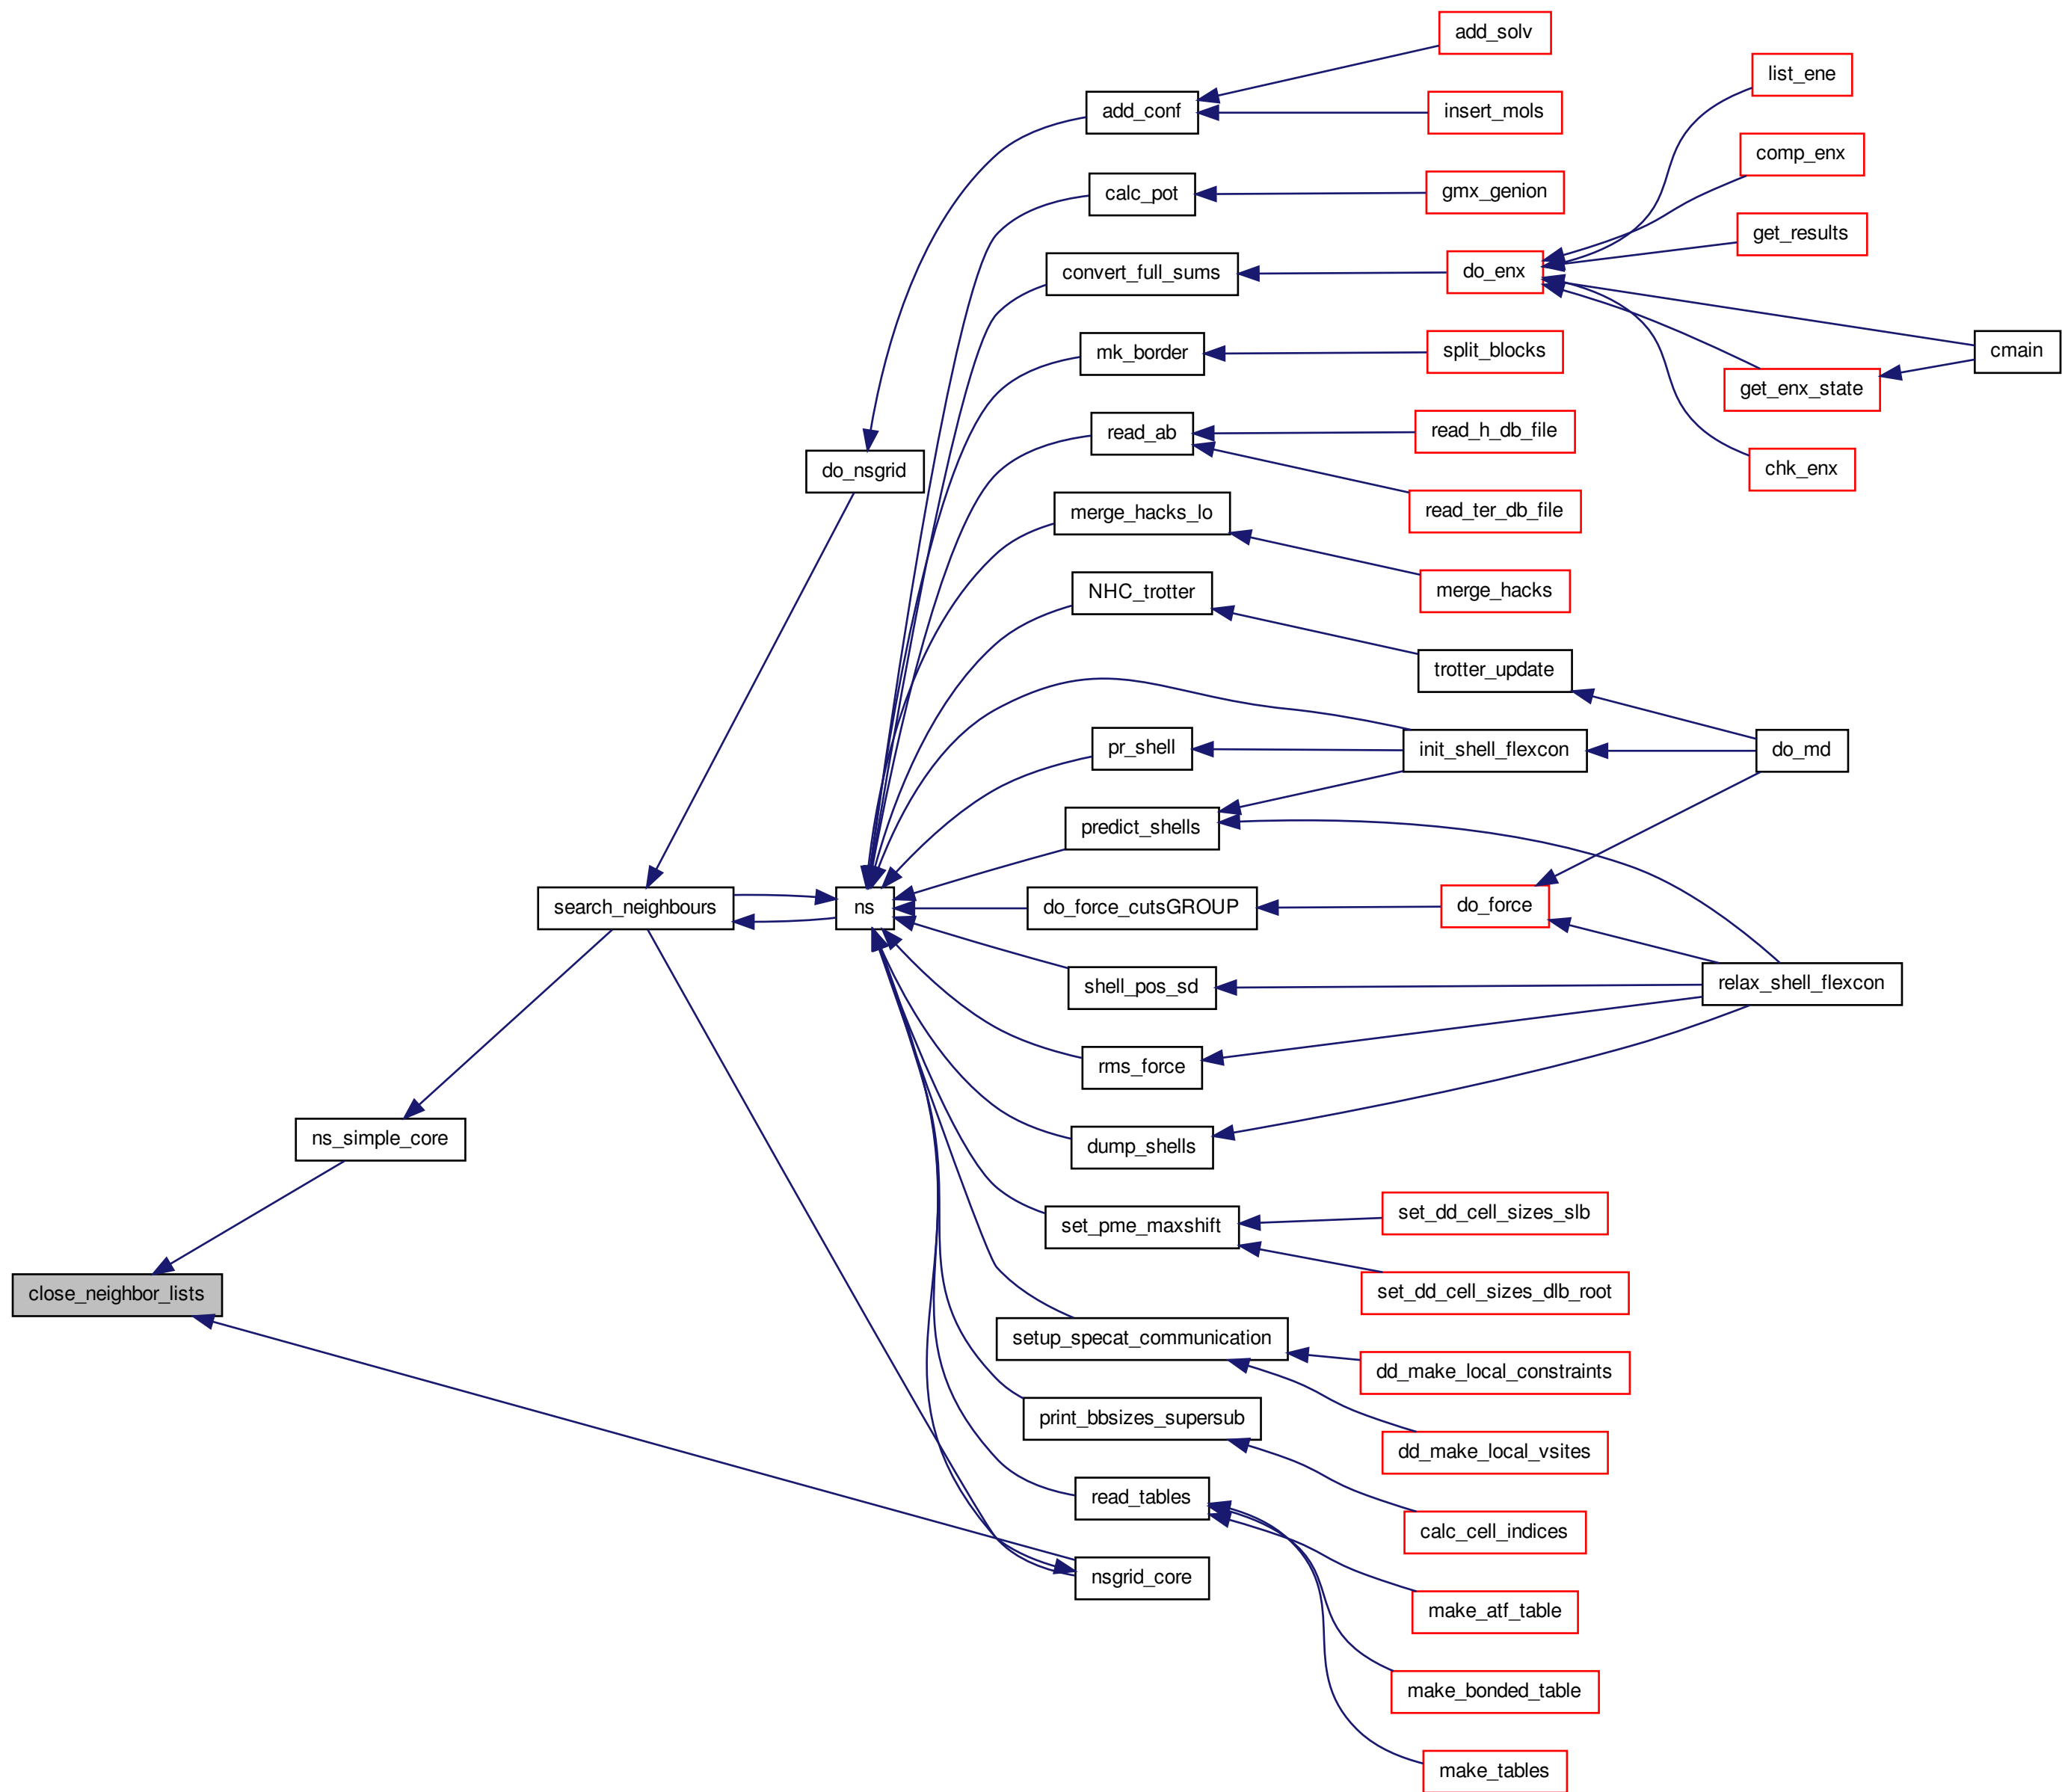 add_solv
list_ene
add_conf
insert_mols
comp_enx
calc_pot
gmx_genion
get_results
convert_full_sums
do_enx
mk_border
split_blocks
cmain
get_enx_state
read_ab
read_h_db_file
do_nsgrid
chk_enx
merge_hacks_lo
read_ter_db_file
NHC_trotter
merge_hacks
trotter_update
pr_shell
init_shell_flexcon
do_md
predict_shells
search_neighbours
ns
do_force_cutsGROUP
do_force
shell_pos_sd
relax_shell_flexcon
rms_force
ns_simple_core
dump_shells
set_pme_maxshift
set_dd_cell_sizes_slb
close_neighbor_lists
set_dd_cell_sizes_dlb_root
setup_specat_communication
dd_make_local_constraints
print_bbsizes_supersub
dd_make_local_vsites
read_tables
calc_cell_indices
nsgrid_core
make_atf_table
make_bonded_table
make_tables